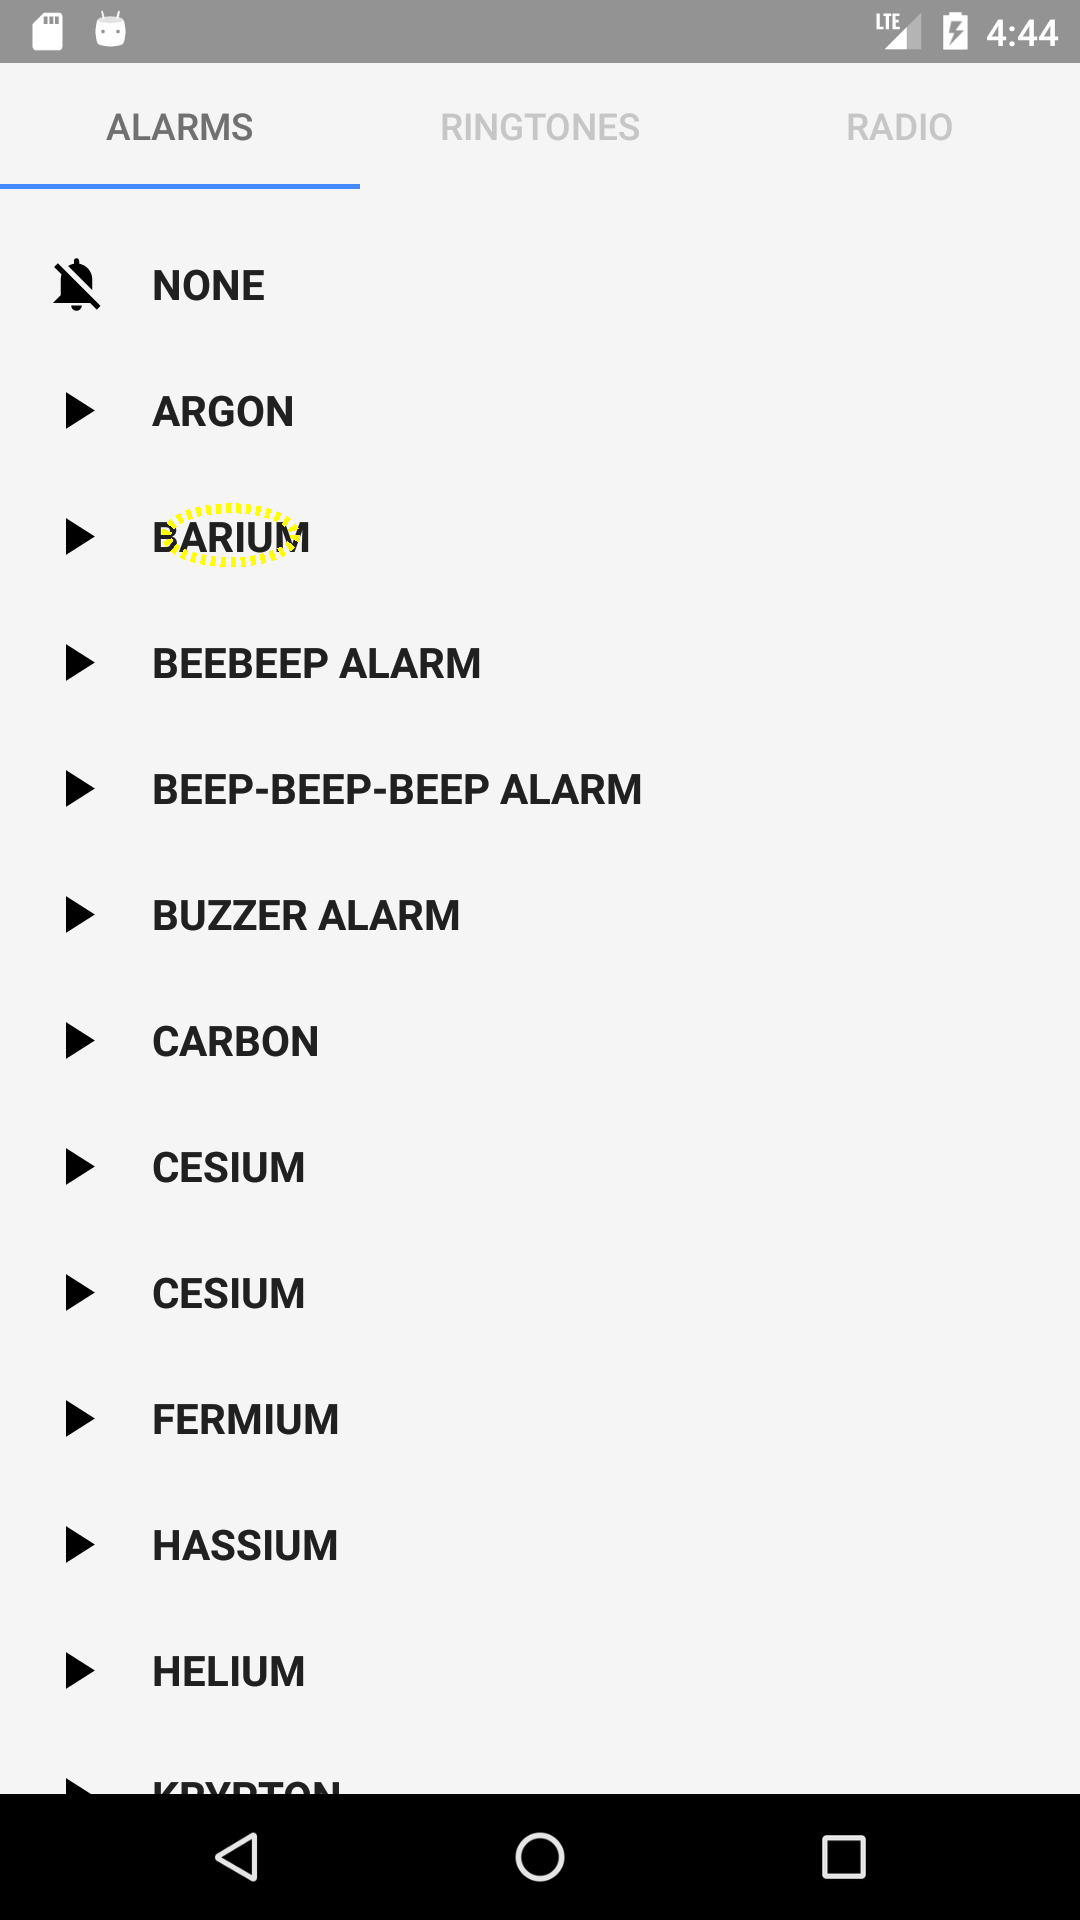 LTE 4:44
ALARMS RINGTONES RADIO
NONE
ARGON
BARIUM
BEEBEEP ALARM
BEEP-BEEP-BEEP ALARM
BUZZER ALARM
CARBON
CESIUM
CESIUM
FERMIUM
HASSIUM
HELIUM
KRYPTON